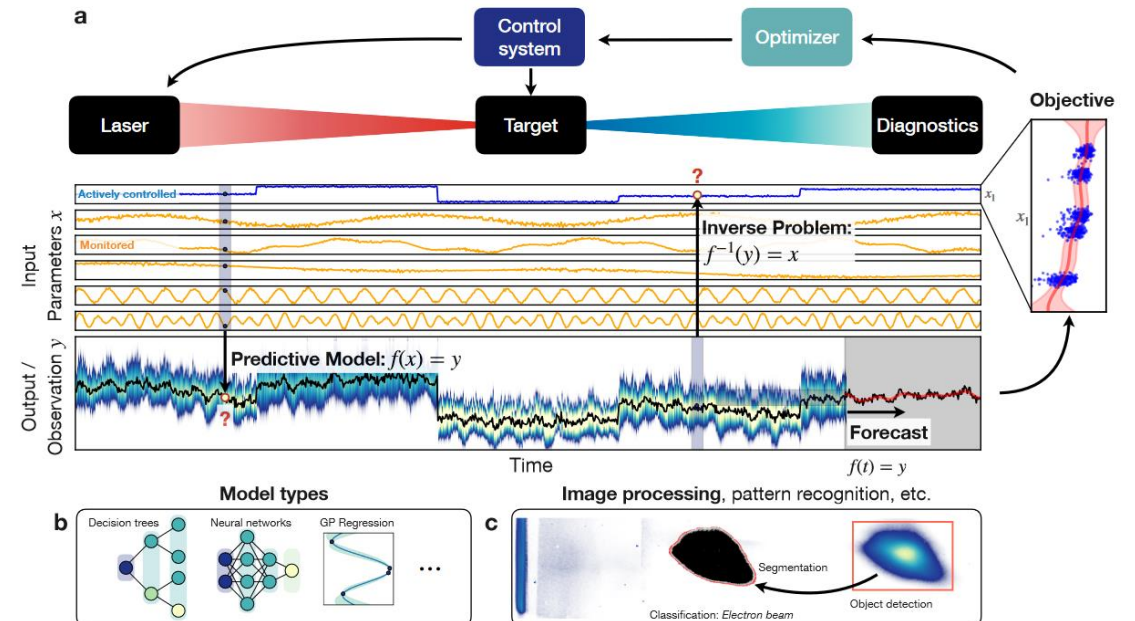 a
Control
system
Optimizer
Laser
Target
Diagnostics
Objective
Input
Parameters x
Actively controlled
Monitored
?
x₁
x₁
Inverse Problem:
f⁻¹(y) = x
Output /
Observation y
Predictive Model: f(x) = y
?
Forecast
Time
f(t) = y
Model types
Image processing, pattern recognition, etc.
b
Decision trees
Neural networks
GP Regression
...
c
Segmentation
Classification: Electron beam
Object detection